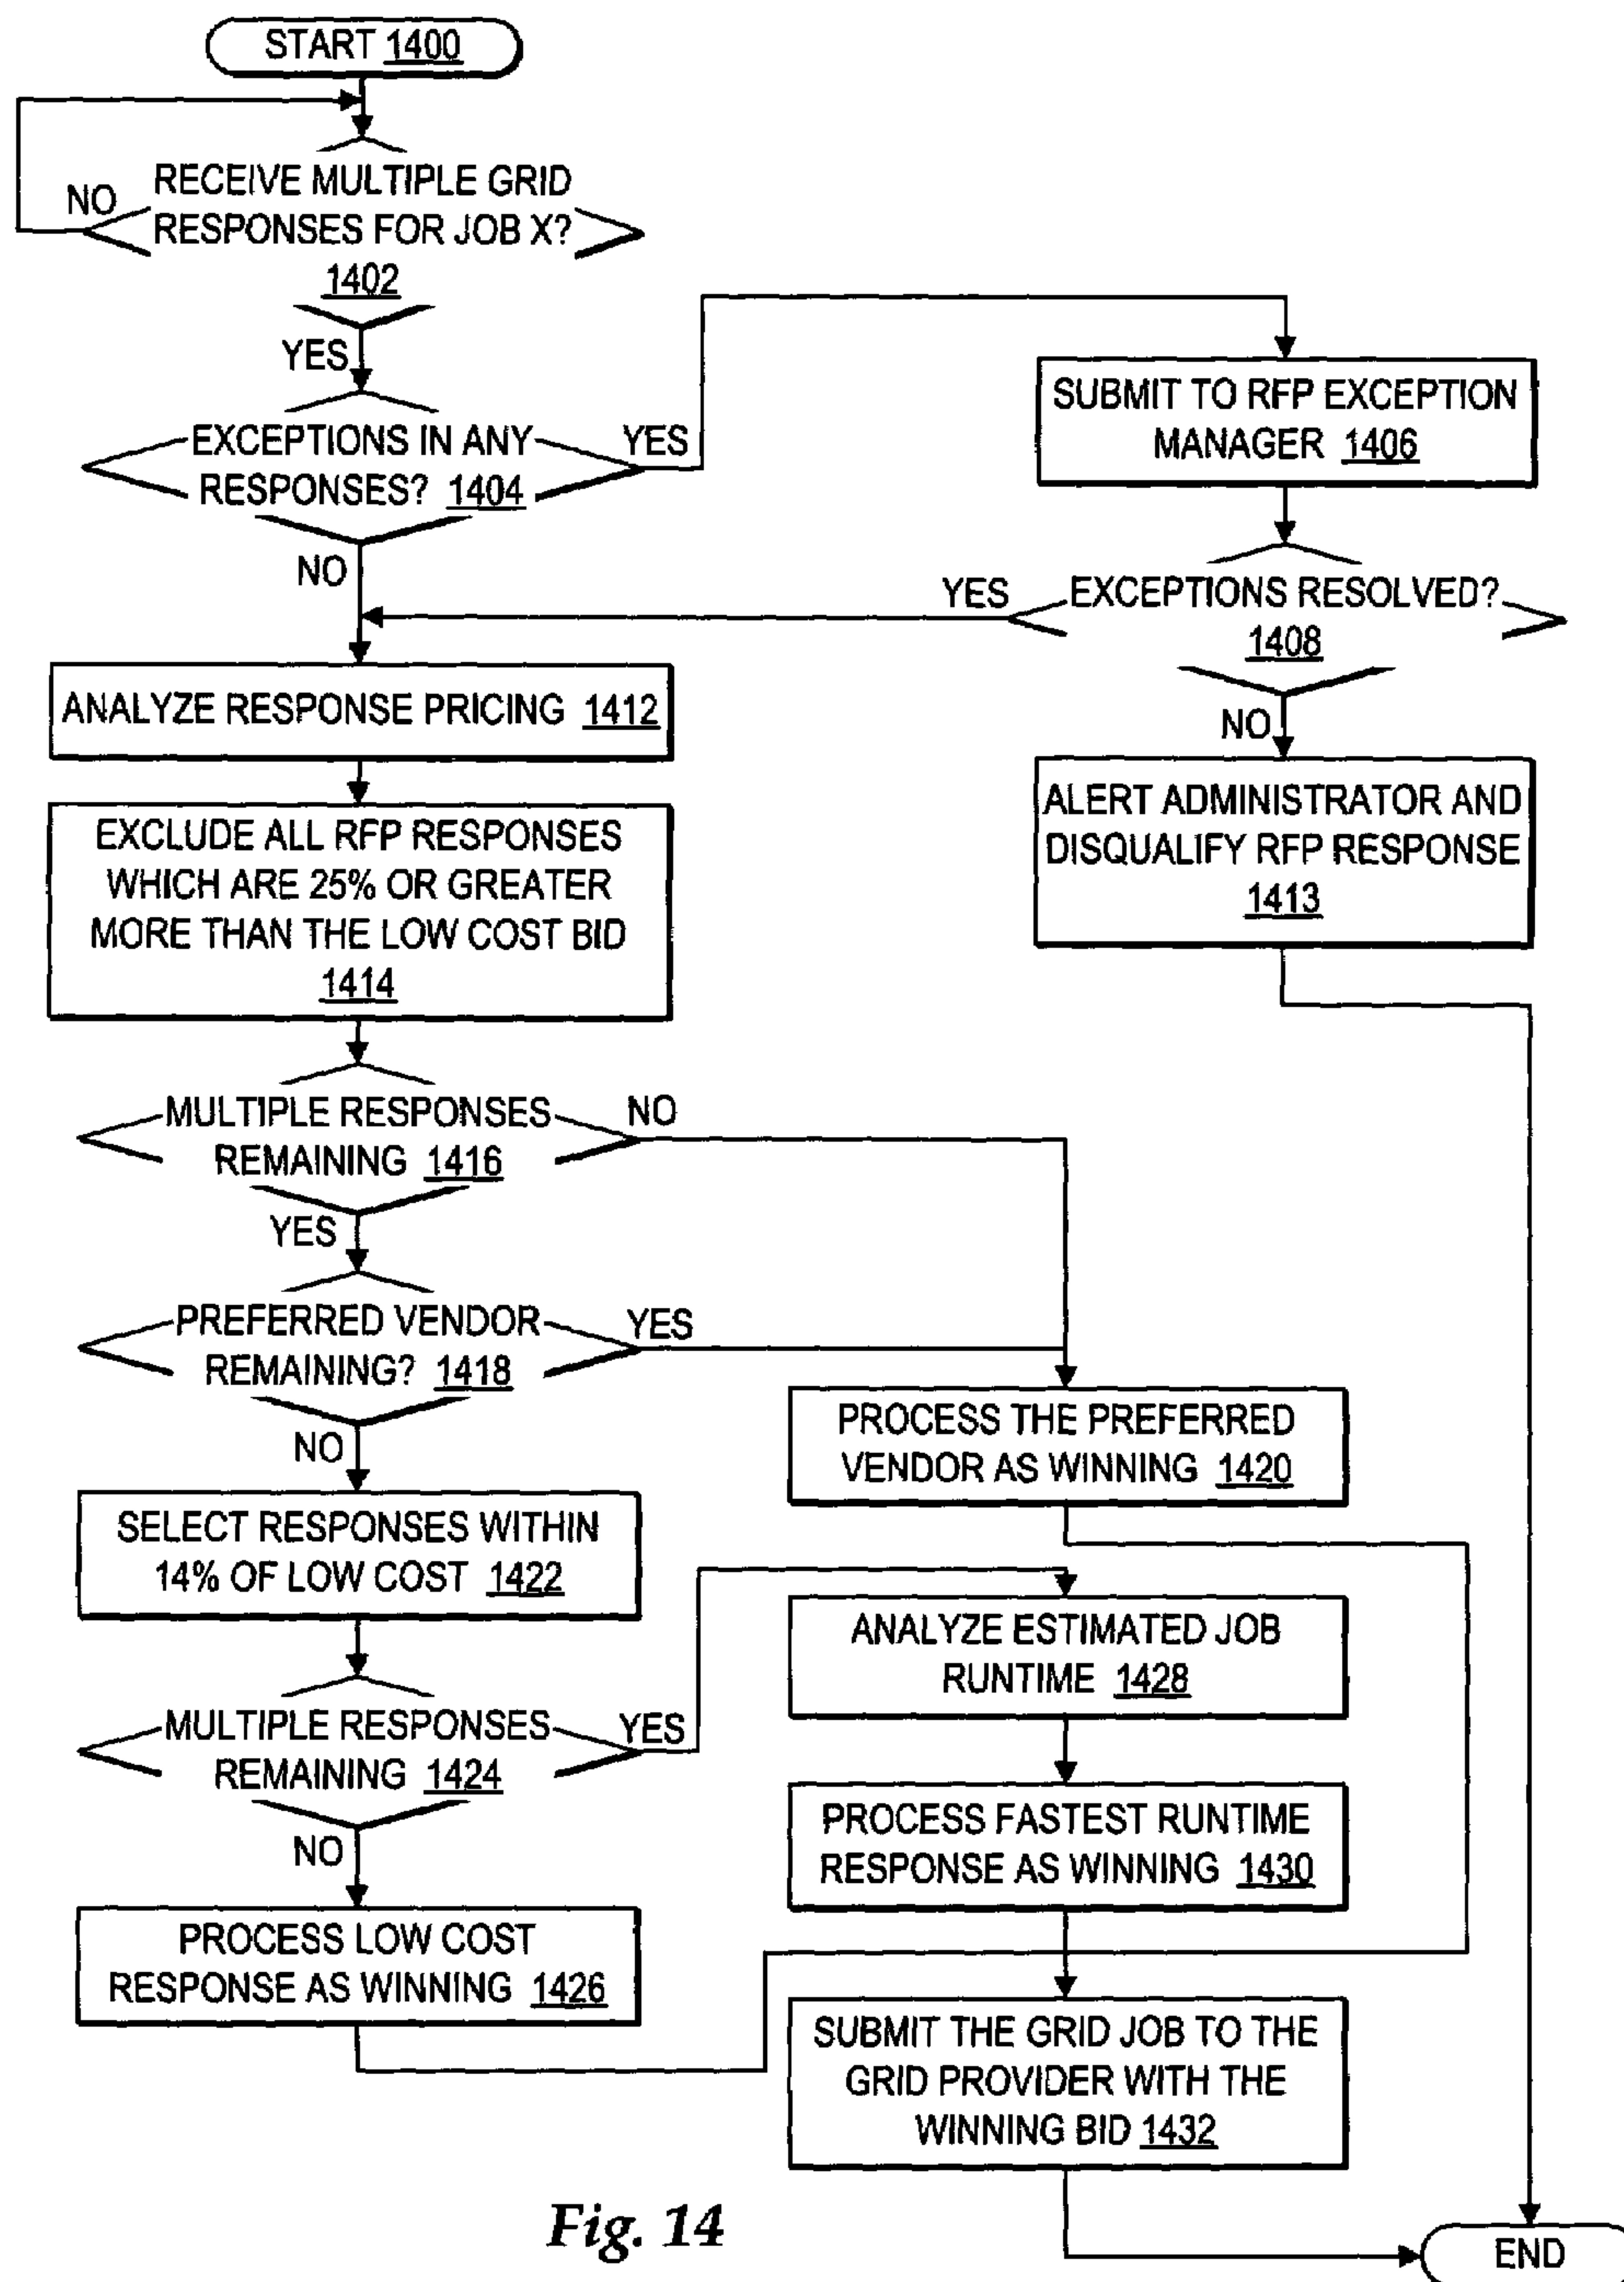 START 1400
RECEIVE MULTIPLE GRID
NO
RESPONSES FOR JOB X?
1402
YES
EXCEPTIONS IN ANY
YES
RESPONSES? 1404
NO
SUBMIT TO RFP EXCEPTION
MANAGER 1406
YES
EXCEPTIONS RESOLVED?
1408
NO
ANALYZE RESPONSE PRICING 1412
ALERT ADMINISTRATOR AND
DISQUALIFY RFP RESPONSE
1413
EXCLUDE ALL RFP RESPONSES
WHICH ARE 25% OR GREATER
MORE THAN THE LOW COST BID
1414
MULTIPLE RESPONSES
NO
REMAINING 1416
YES
PREFERRED VENDOR
YES
REMAINING? 1418
NO
PROCESS THE PREFERRED
VENDOR AS WINNING 1420
SELECT RESPONSES WITHIN
14% OF LOW COST 1422
ANALYZE ESTIMATED JOB
RUNTIME 1428
MULTIPLE RESPONSES
YES
REMAINING 1424
NO
PROCESS FASTEST RUNTIME
RESPONSE AS WINNING 1430
PROCESS LOW COST
RESPONSE AS WINNING 1426
SUBMIT THE GRID JOB TO THE
GRID PROVIDER WITH THE
WINNING BID 1432
Fig. 14
END